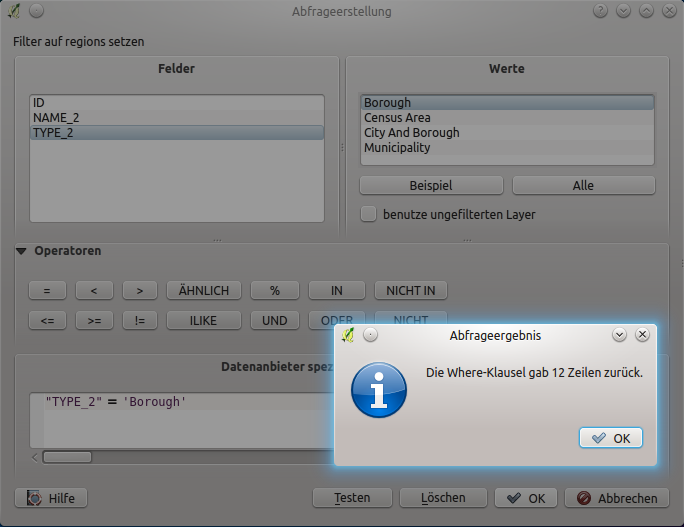 Abfrageerstellung
Filter auf regions setzen
Felder
Werte
ID
NAME_2
TYPE_2
Borough
Census Area
City And Borough
Municipality
Beispiel
Alle
benutze ungefilterten Layer
Operatoren
= < > ÄHNLICH % IN NICHT IN
<= >= != ILIKE UND ODER NICHT
Abfrageergebnis
Die Where-Klausel gab 12 Zeilen zurück.
OK
Datenanbieter
"TYPE_2" = 'Borough'
Hilfe
Testen
Löschen
OK
Abbrechen